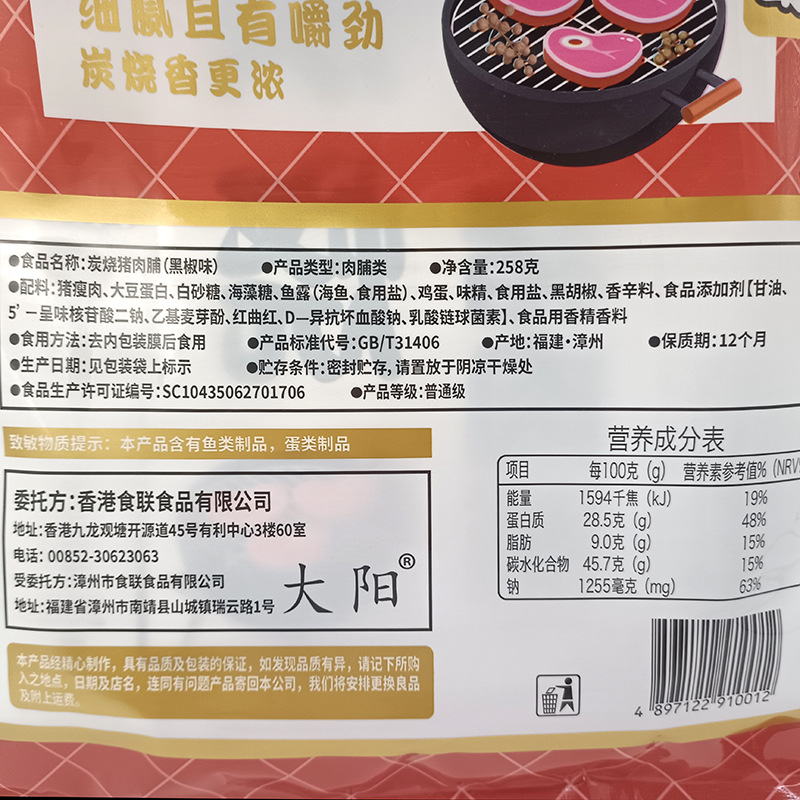 细腻且有嚼劲
炭烧香更浓
●食品名称:炭烧猪肉脯(黑椒味) ●产品类型:肉脯类 ●净含量:258克
●配料:猪瘦肉、大豆蛋白、白砂糖、海藻糖、鱼露(海鱼、食用盐)、鸡蛋、味精、食用盐、黑胡椒、香辛料、食品添加剂【甘油、
5'-呈味核苷酸二钠、乙基麦芽酚、红曲红、D—异抗坏血酸钠、乳酸链球菌素】、食品用香精香料
●食用方法:去内包装膜后食用 ●产品标准代号:GB/T31406 ●产地:福建·漳州 ●保质期:12个月
●生产日期:见包装袋上标示 ●贮存条件:密封贮存,请置放于阴凉干燥处
●食品生产许可证编号:SC10435062701706 ●产品等级:普通级
致敏物质提示:本产品含有鱼类制品,蛋类制品
委托方:香港食联食品有限公司
地址:香港九龙观塘开源道45号有利中心3楼60室
电话:00852-30623063
受委托方:漳州市食联食品有限公司
地址:福建省漳州市南靖县山城镇瑞云路1号
大阳®
营养成分表
项目 每100克(g) 营养素参考值%(NRV%
能量 1594千焦(kJ) 19%
蛋白质 28.5克(g) 48%
脂肪 9.0克(g) 15%
碳水化合物 45.7克(g) 15%
钠 1255毫克(mg) 63%
本产品经精心制作,具有品质及包装的保证,如发现品质有异,请记下所购
入之地点,日期及店名,连同有问题产品寄回本公司,我们将安排更换良品
及附上运费。
4 897122 910012